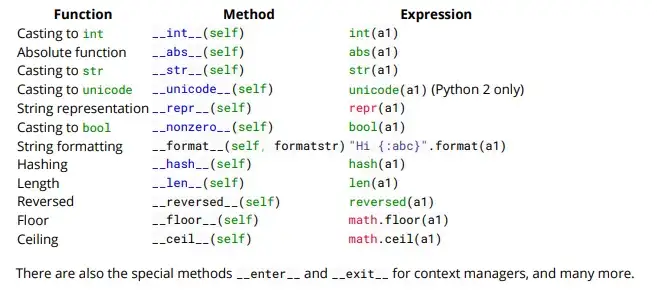 Function Method Expression
Casting to int __int__(self) int(a1)
Absolute function __abs__(self) abs(a1)
Casting to str __str__(self) str(a1)
Casting to unicode __unicode__(self) unicode(a1) (Python 2 only)
String representation __repr__(self) repr(a1)
Casting to bool __nonzero__(self) bool(a1)
String formatting __format__(self, formatstr) "Hi {:abc}".format(a1)
Hashing __hash__(self) hash(a1)
Length __len__(self) len(a1)
Reversed __reversed__(self) reversed(a1)
Floor __floor__(self) math.floor(a1)
Ceiling __ceil__(self) math.ceil(a1)
There are also the special methods __enter__ and __exit__ for context managers, and many more.